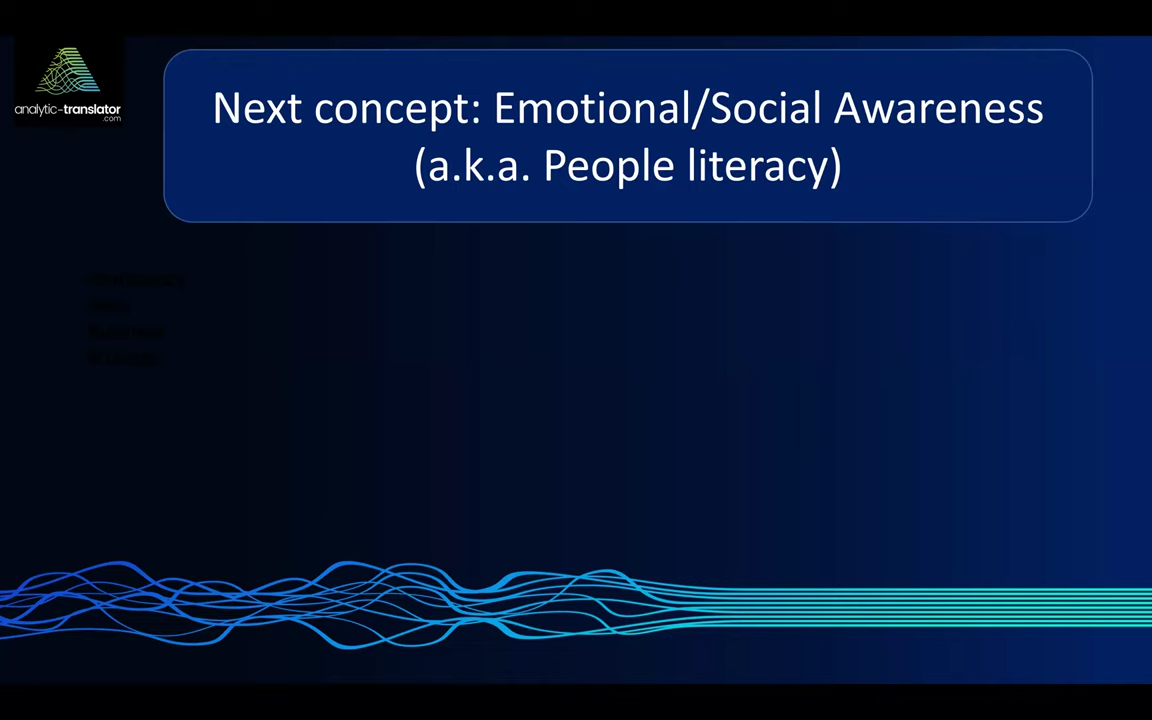 analytic-translator
.com
Next concept: Emotional/Social Awareness
(a.k.a. People literacy)